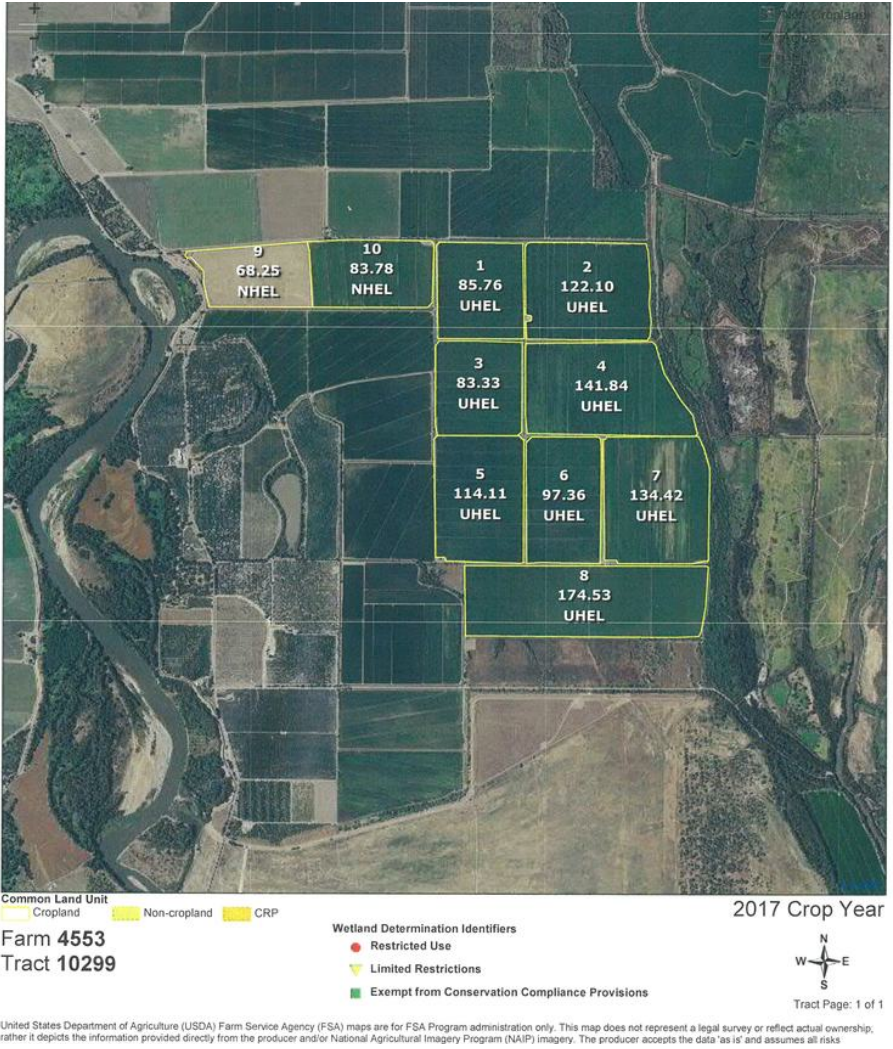 Non-Cropland
9
68.25
NHEL
10
83.78
NHEL
1
85.76
UHEL
2
122.10
UHEL
3
83.33
UHEL
4
141.84
UHEL
5
114.11
UHEL
6
97.36
UHEL
7
134.42
UHEL
8
174.53
UHEL
Common Land Unit
Cropland Non-cropland CRP
2017 Crop Year
Farm 4553
Tract 10299
Wetland Determination Identifiers
Restricted Use
Limited Restrictions
Exempt from Conservation Compliance Provisions
N
W E
S
Tract Page: 1 of 1
United States Department of Agriculture (USDA) Farm Service Agency (FSA) maps are for FSA Program administration only. This map does not represent a legal survey or reflect actual ownership;
rather it depicts the information provided directly from the producer and/or National Agricultural Imagery Program (NAIP) imagery. The producer accepts the data 'as is' and assumes all risks